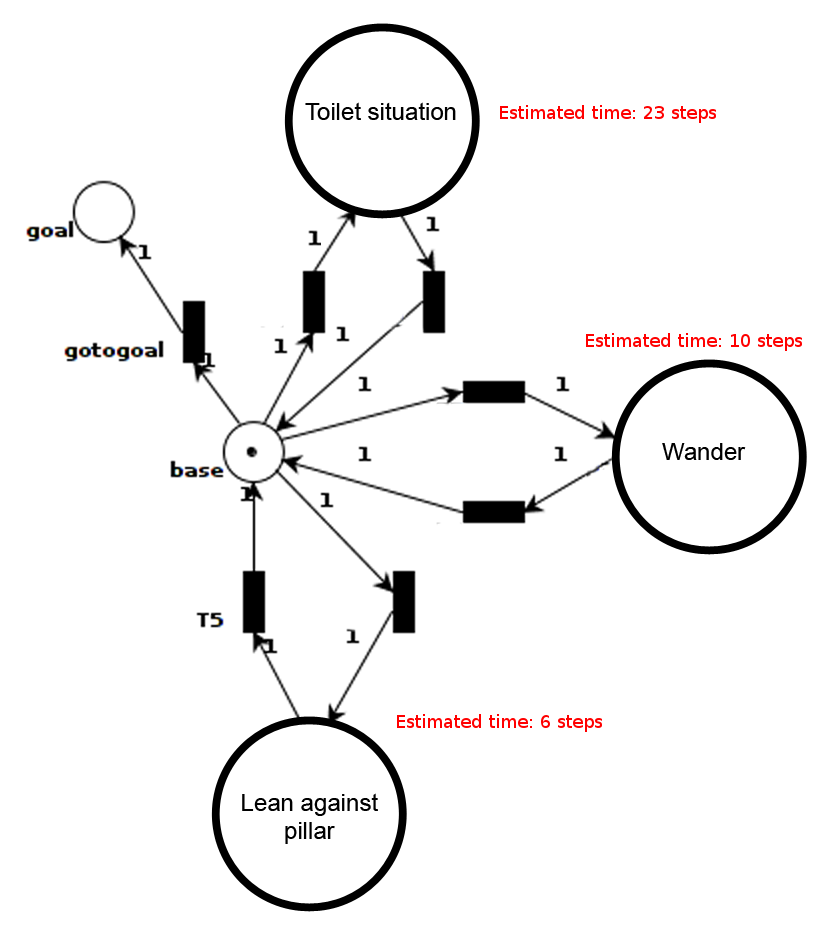 Toilet situation
Estimated time: 23 steps
goal
1
1
1
gotogoal
1
1
1
Estimated time: 10 steps
1
1
Wander
base
1
1
1
1
T5
1
1
Estimated time: 6 steps
Lean against
pillar